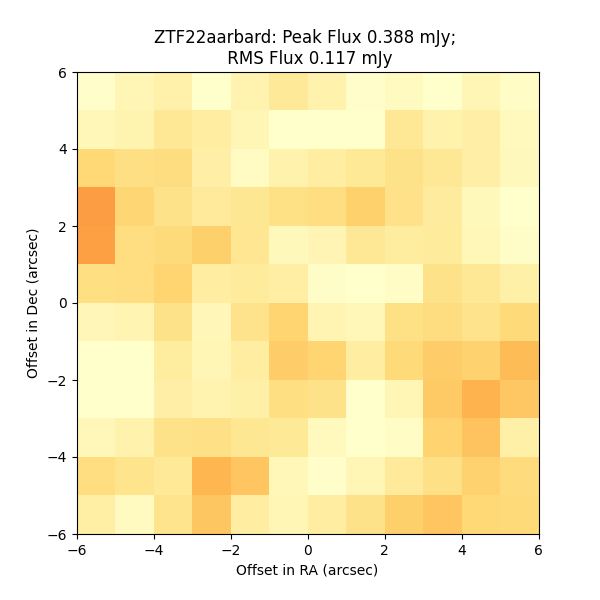 ZTF22aarbard: Peak Flux 0.388 mJy;
RMS Flux 0.117 mJy
6
4
2
0
−2
−4
−6
Offset in Dec (arcsec)
−6 −4 −2 0 2 4 6
Offset in RA (arcsec)